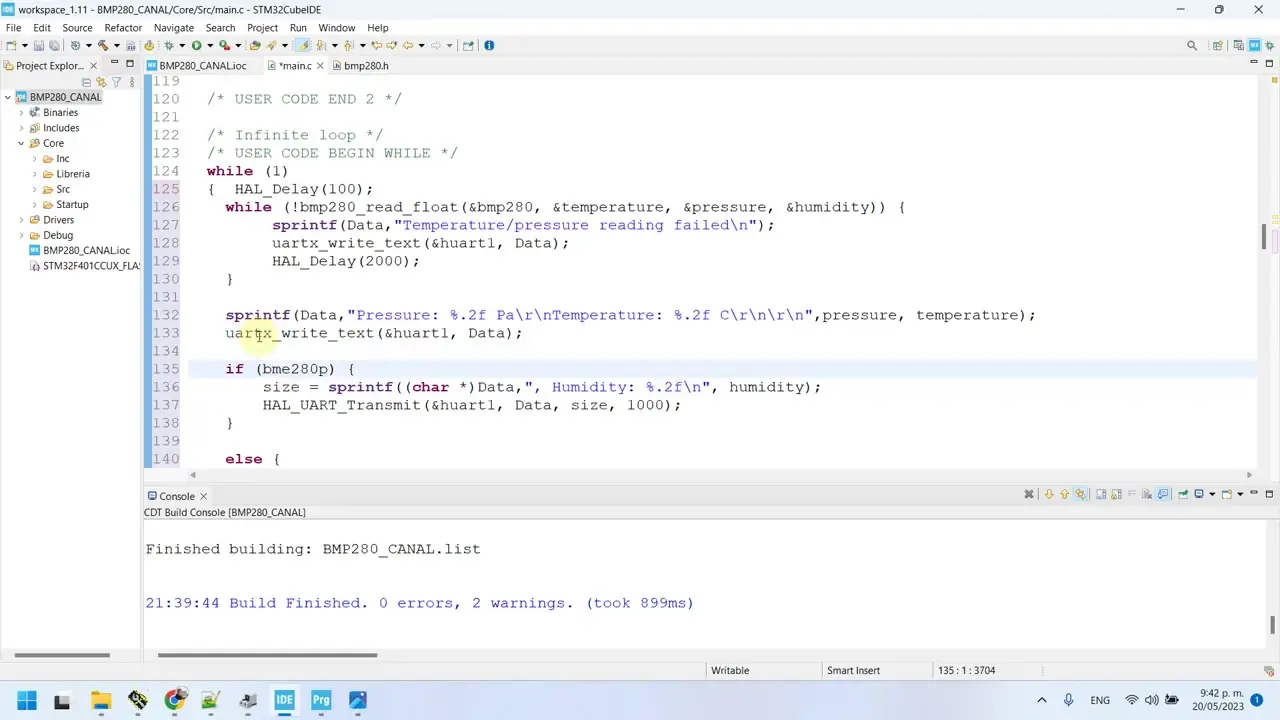 workspace_1.11 - BMP280_CANAL/Core/Src/main.c - STM32CubeIDE
File Edit Source Refactor Navigate Search Project Run Window Help
Project Explor...
BMP280_CANAL.ioc
*main.c
bmp280.h
BMP280_CANAL
Binaries
Includes
Core
Inc
Libreria
Src
Startup
Drivers
Debug
BMP280_CANAL.ioc
STM32F401CCUX_FLA
119
120 /* USER CODE END 2 */
121
122 /* Infinite loop */
123 /* USER CODE BEGIN WHILE */
124 while (1)
125 { HAL_Delay(100);
126 while (!bmp280_read_float(&bmp280, &temperature, &pressure, &humidity)) {
127 sprintf(Data,"Temperature/pressure reading failed\n");
128 uartx_write_text(&huart1, Data);
129 HAL_Delay(2000);
130 }
131
132 sprintf(Data,"Pressure: %.2f Pa\r\nTemperature: %.2f C\r\n\r\n",pressure, temperature);
133 uartx_write_text(&huart1, Data);
134
135 if (bme280p) {
136 size = sprintf((char *)Data,", Humidity: %.2f\n", humidity);
137 HAL_UART_Transmit(&huart1, Data, size, 1000);
138 }
139
140 else {
Console
CDT Build Console [BMP280_CANAL]
Finished building: BMP280_CANAL.list
21:39:44 Build Finished. 0 errors, 2 warnings. (took 899ms)
Writable
Smart Insert
135 : 1 : 3704
IDE
Prg
ENG
9:42 p. m.
20/05/2023
1